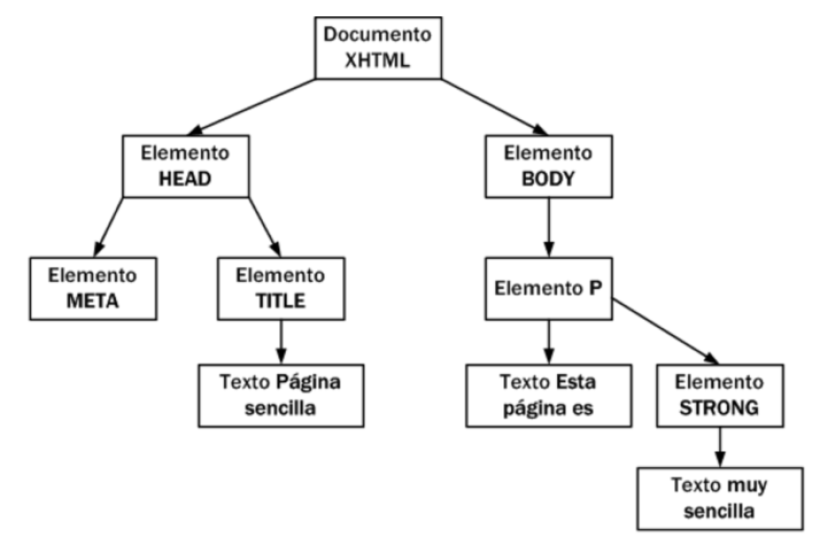 Documento
XHTML
Elemento
HEAD
Elemento
BODY
Elemento
META
Elemento
TITLE
Elemento P
Texto Página
sencilla
Texto Esta
página es
Elemento
STRONG
Texto muy
sencilla